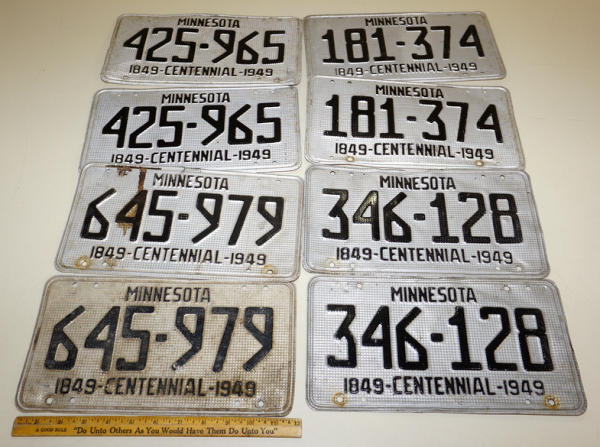 MINNESOTA
425-965
1849-CENTENNIAL-1949
MINNESOTA
181-374
1849-CENTENNIAL-1949
MINNESOTA
425-965
1849-CENTENNIAL-1949
MINNESOTA
181-374
1849-CENTENNIAL-1949
MINNESOTA
645-979
1849-CENTENNIAL-1949
MINNESOTA
346-128
1849-CENTENNIAL-1949
MINNESOTA
645-979
1849-CENTENNIAL-1949
MINNESOTA
346-128
1849-CENTENNIAL-1949
A GOOD RULE "Do Unto Others As You Would Have Them Do Unto You"